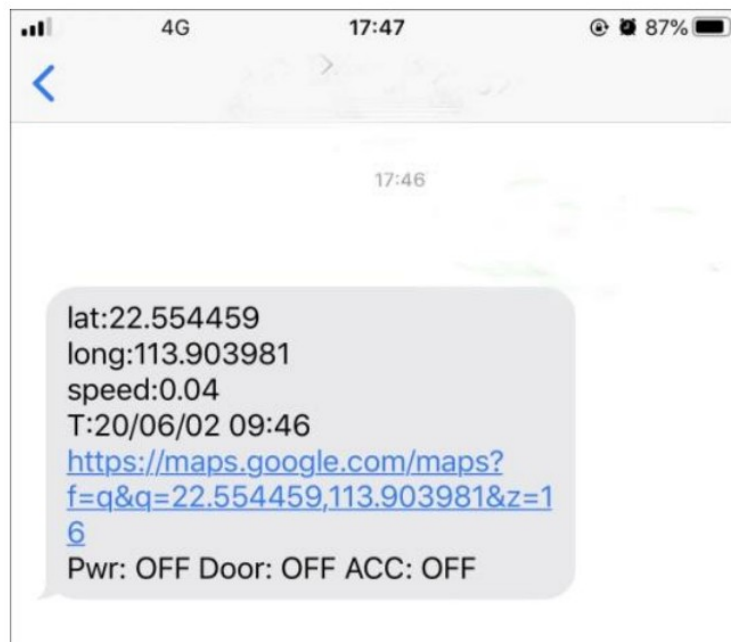 4G 17:47 87%
17:46
lat:22.554459
long:113.903981
speed:0.04
T:20/06/02 09:46
https://maps.google.com/maps?
f=q&q=22.554459,113.903981&z=1
6
Pwr: OFF Door: OFF ACC: OFF